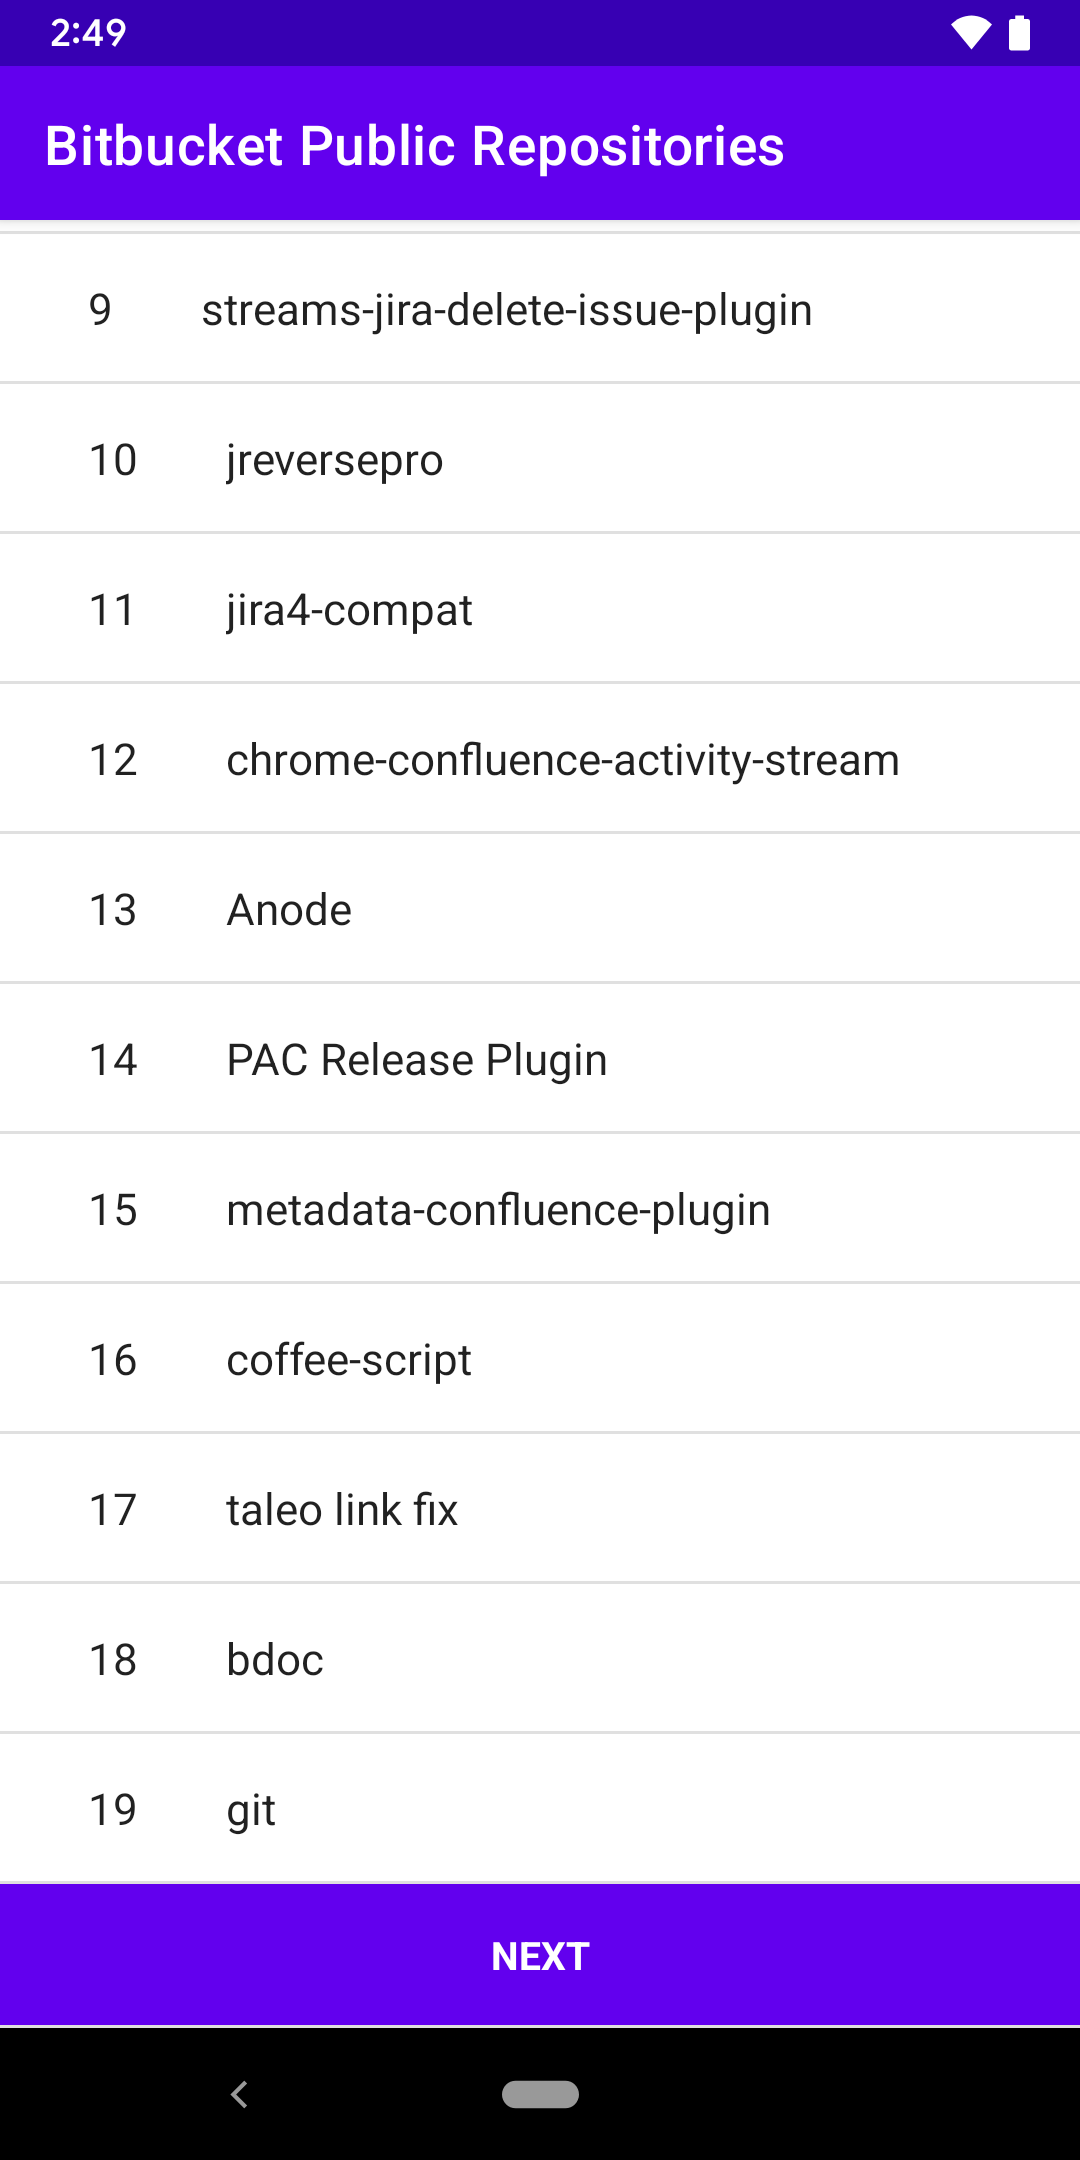 2:49
Bitbucket Public Repositories
9 streams-jira-delete-issue-plugin
10 jreversepro
11 jira4-compat
12 chrome-confluence-activity-stream
13 Anode
14 PAC Release Plugin
15 metadata-confluence-plugin
16 coffee-script
17 taleo link fix
18 bdoc
19 git
NEXT